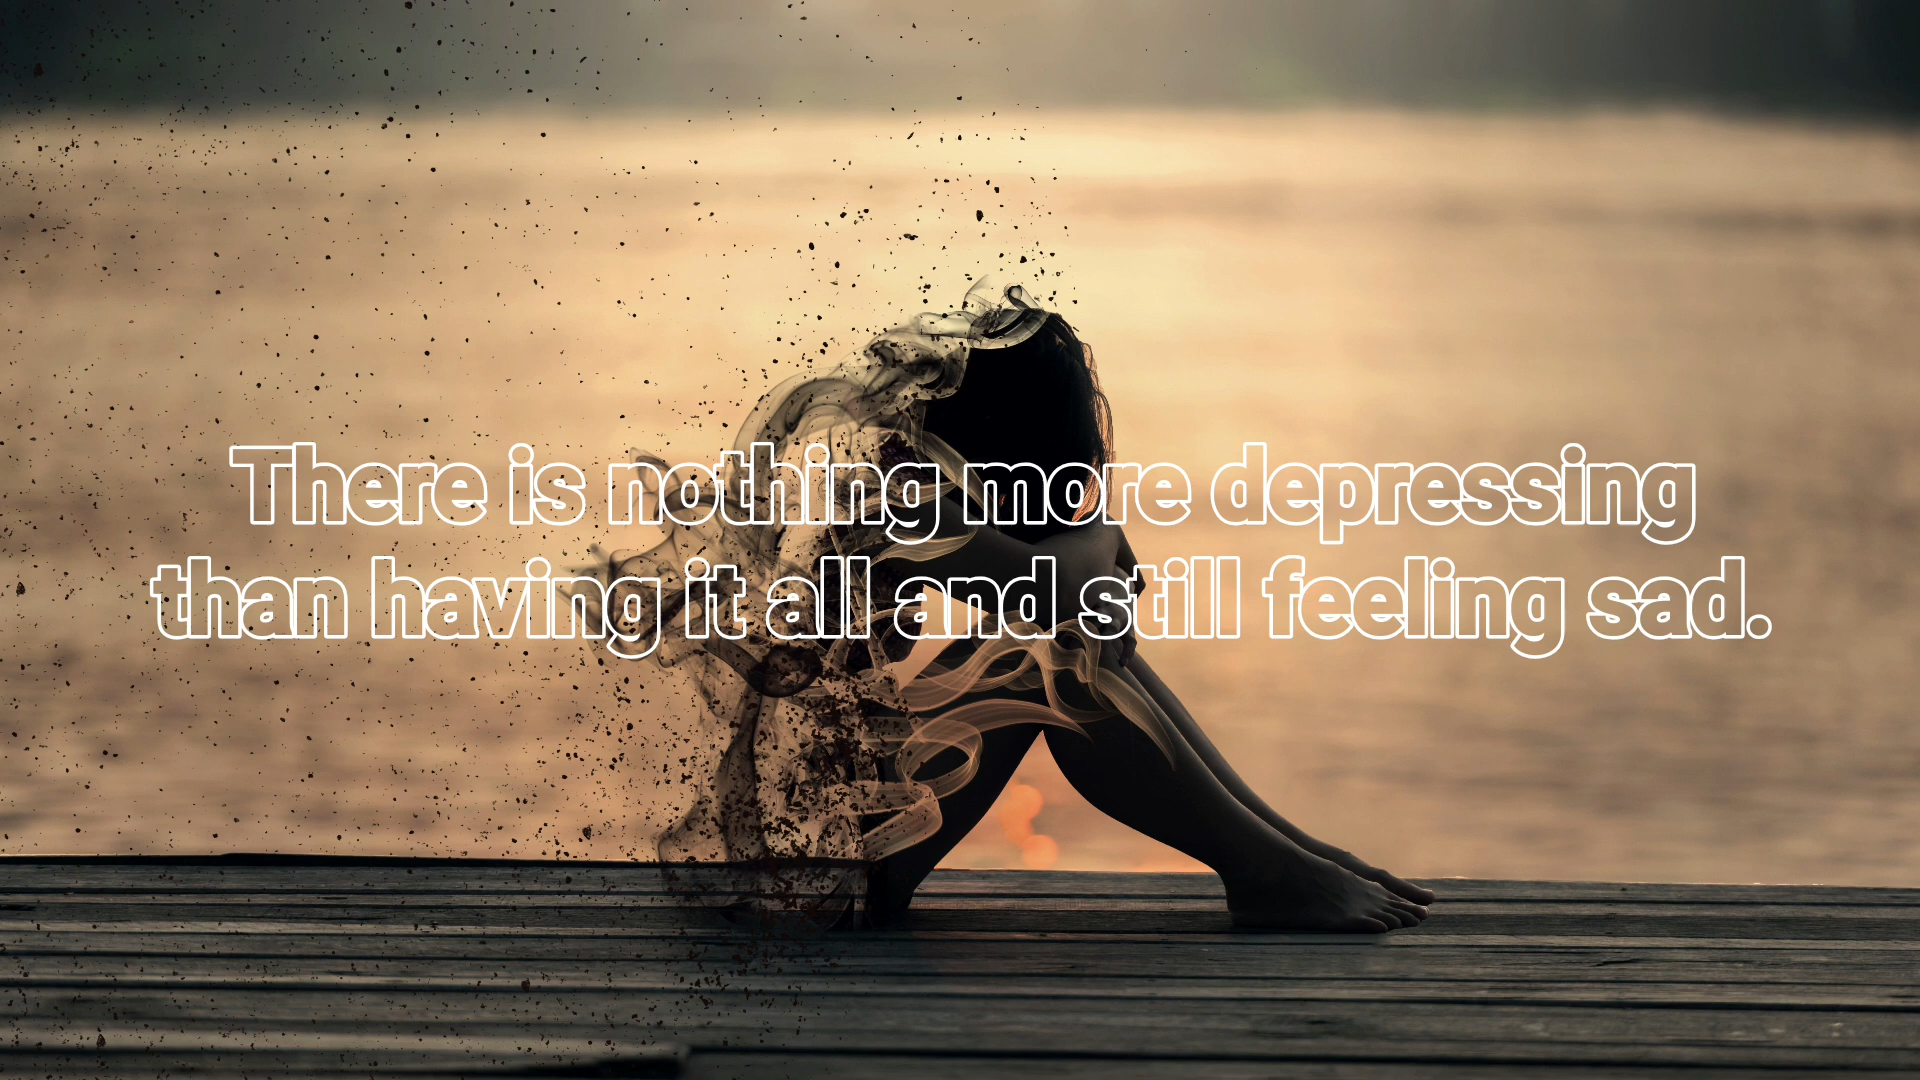 There is nothing more depressing
than having it all and still feeling sad.